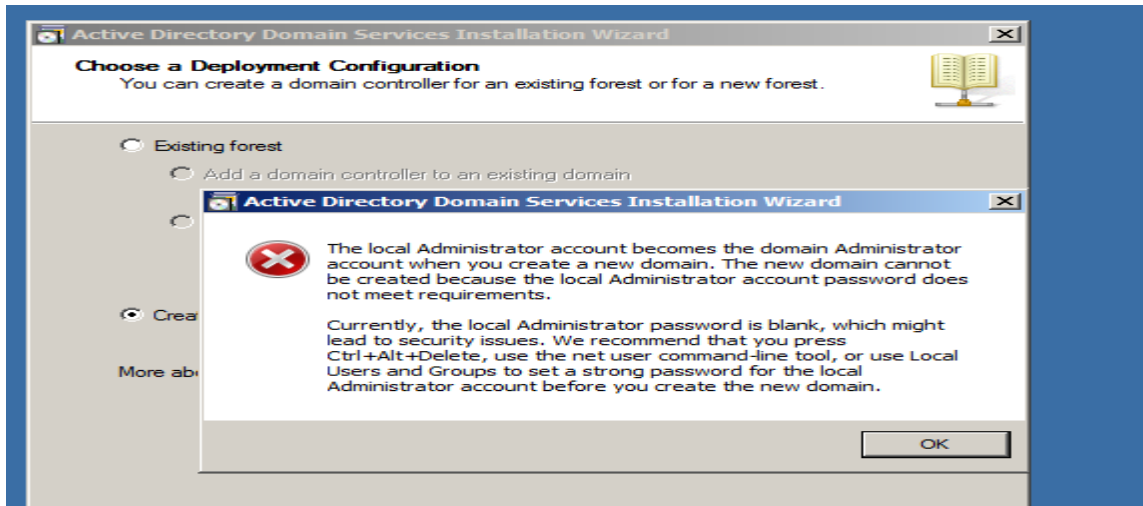 Active Directory Domain Services Installation Wizard
Choose a Deployment Configuration
You can create a domain controller for an existing forest or for a new forest.
Existing forest
Add a domain controller to an existing domain
Active Directory Domain Services Installation Wizard
The local Administrator account becomes the domain Administrator
account when you create a new domain. The new domain cannot
be created because the local Administrator account password does
not meet requirements.
Currently, the local Administrator password is blank, which might
lead to security issues. We recommend that you press
Ctrl+Alt+Delete, use the net user command-line tool, or use Local
Users and Groups to set a strong password for the local
Administrator account before you create the new domain.
Crea
More ab
OK